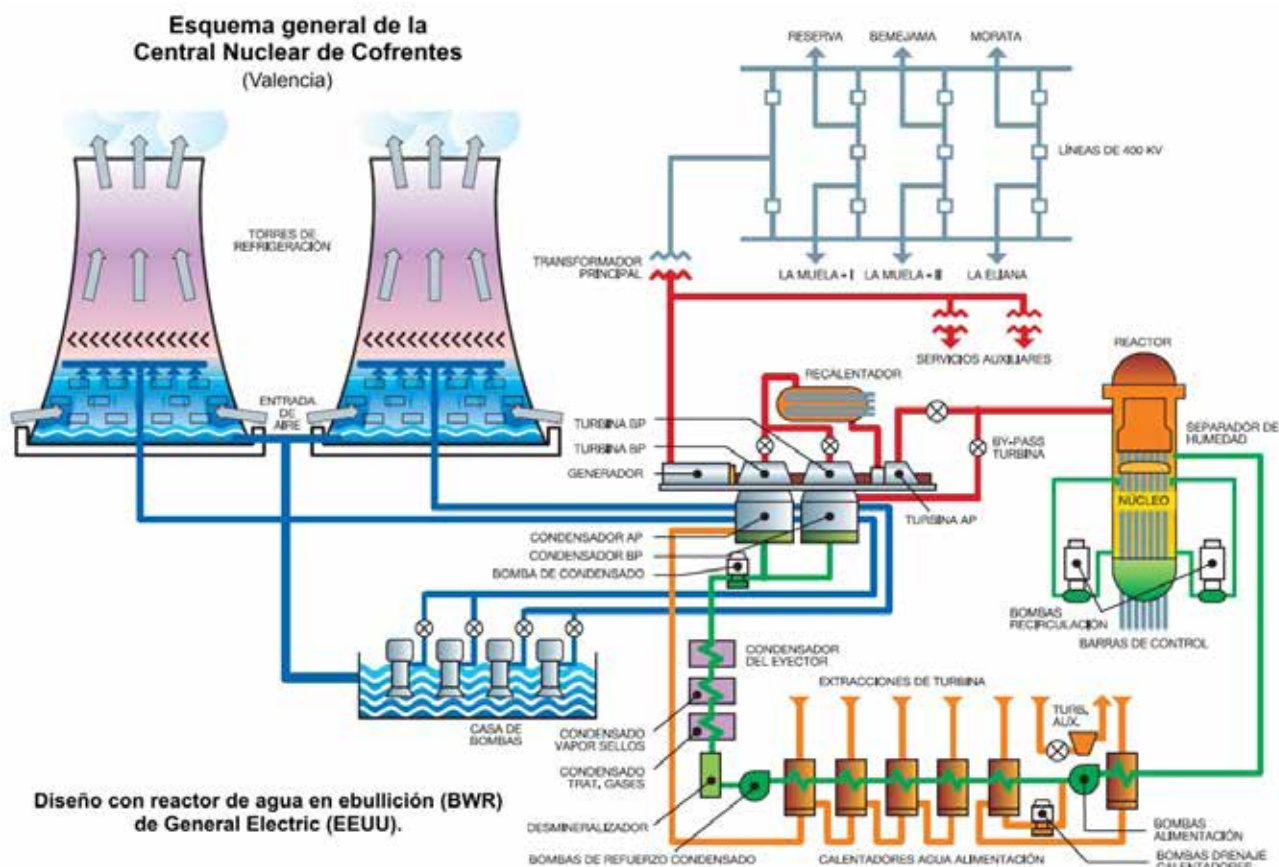 Esquema general de la
Central Nuclear de Cofrentes
(Valencia)
RESERVA
BEMEJAMA
MORATA
LÍNEAS DE 400 KV
TORRES DE
REFRIGERACIÓN
TRANSFORMADOR
PRINCIPAL
LA MUELA + I
LA MUELA + II
LA ELIANA
SERVICIOS AUXILIARES
REACTOR
RECALENTADOR
ENTRADA
DE
AIRE
TURBINA BP
TURBINA BP
GENERADOR
BY-PASS
TURBINA
SEPARADOR DE
HUMEDAD
NÚCLEO
TURBINA AP
CONDENSADOR AP
CONDENSADOR BP
BOMBA DE CONDENSADO
BOMBAS
RECIRCULACIÓN
BARRAS DE CONTROL
CONDENSADOR
DEL EYECTOR
EXTRACCIONES DE TURBINA
TURB.
AUX.
CASA DE
BOMBAS
CONDENSADO
VAPOR SELLOS
CONDENSADO
TRAT. GASES
Diseño con reactor de agua en ebullición (BWR)
de General Electric (EEUU).
DESMINERALIZADOR
BOMBAS DE REFUERZO CONDENSADO
CALENTADORES AGUA ALIMENTACIÓN
BOMBAS
ALIMENTACIÓN
BOMBAS DRENAJE
CALENTADORES